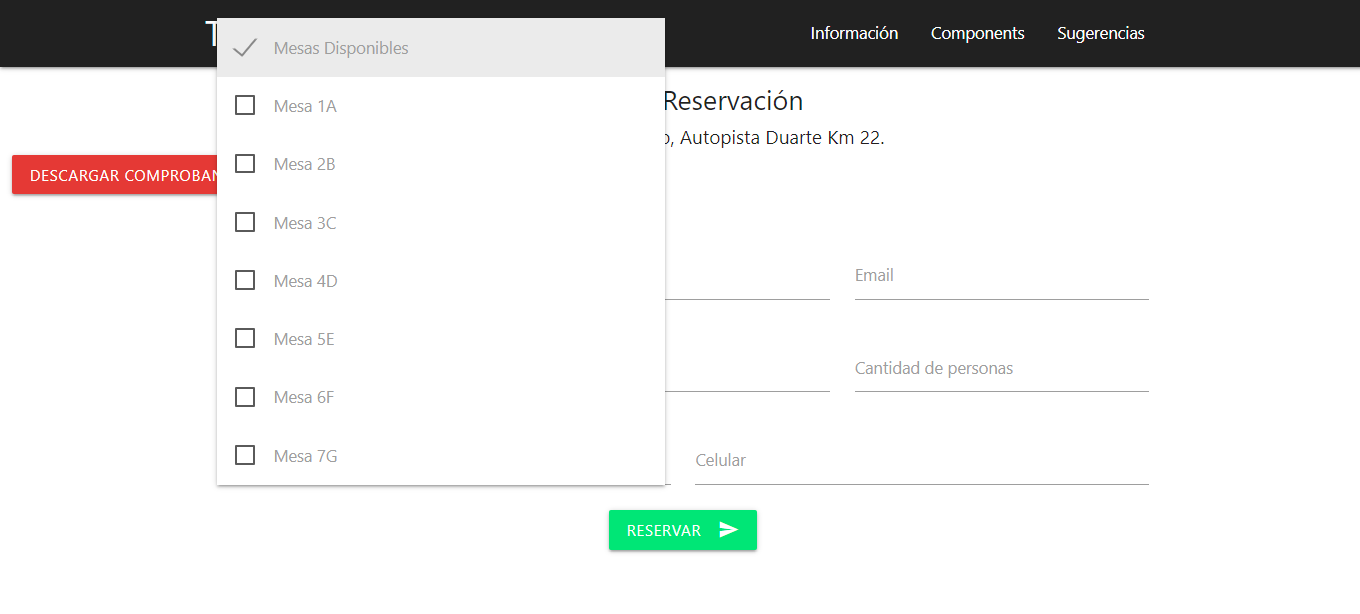 Información Components Sugerencias
Mesas Disponibles
Reservación
Mesa 1A
Autopista Duarte Km 22.
Mesa 2B
DESCARGAR
Mesa 3C
Mesa 4D
Email
Mesa 5E
Cantidad de personas
Mesa 6F
Mesa 7G
Celular
RESERVAR